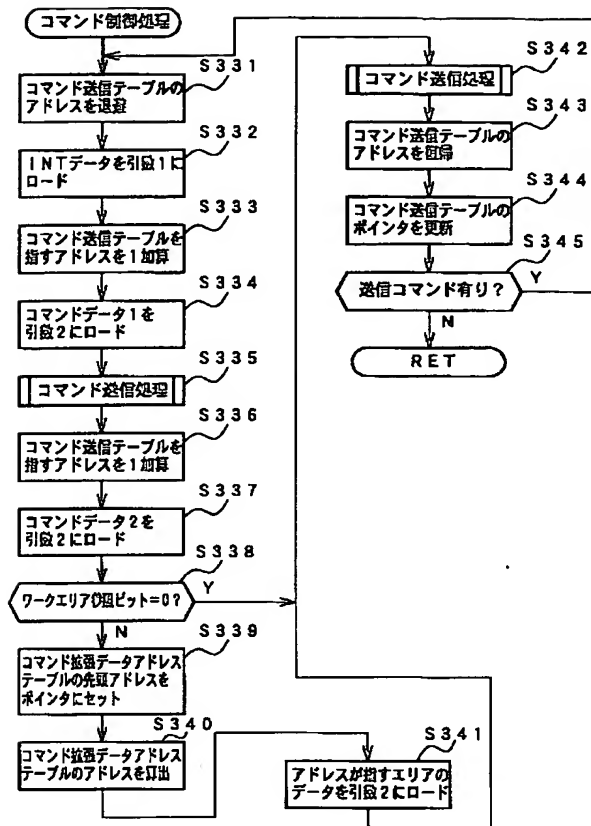 コマンド制御処理
S331
コマンド送信テーブルの
アドレスを退避
S332
INTデータを引数1に
ロード
S333
コマンド送信テーブルを
指すアドレスを1加算
S334
コマンドデータ1を
引数2にロード
S335
コマンド送信処理
S336
コマンド送信テーブルを
指すアドレスを1加算
S337
コマンドデータ2を
引数2にロード
S338
ワークエリア参照ビット=0?
Y
N
S339
コマンド拡張データアドレス
テーブルの先頭アドレスを
ポインタにセット
S340
コマンド拡張データアドレス
テーブルのアドレスを算出
S341
アドレスが指すエリアの
データを引数2にロード
S342
コマンド送信処理
S343
コマンド送信テーブルの
アドレスを回帰
S344
コマンド送信テーブルの
ポインタを更新
S345
送信コマンド有り?
Y
N
RET